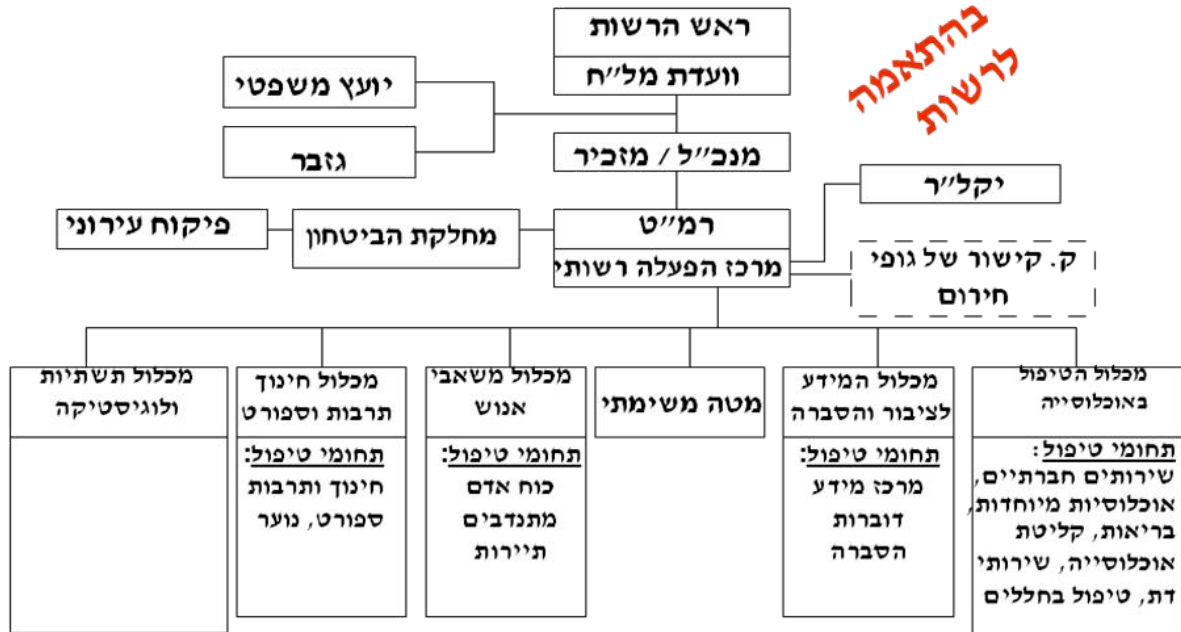 ראש הרשות
וועדת מל״ח
בהתאמה
לרשות
יועץ משפטי
גזבר
מנכ״ל / מזכיר
יקל״ר
רמ״ט
מרכז הפעלה רשותי
מחלקת הביטחון
פיקוח עירוני
ק. קישור של גופי
חירום
מכלול הטיפול
באוכלוסייה
תחומי טיפול:
שירותים חברתיים,
אוכלוסיות מיוחדות,
בריאות, קליטת
אוכלוסייה, שירותי
דת, טיפול בחללים
מכלול המידע
לציבור והסברה
תחומי טיפול:
מרכז מידע
דוברות
הסברה
מטה משימתי
מכלול משאבי
אנוש
תחומי טיפול:
כוח אדם
מתנדבים
תיירות
מכלול חינוך
תרבות וספורט
תחומי טיפול:
חינוך ותרבות
ספורט, נוער
מכלול תשתיות
ולוגיסטיקה